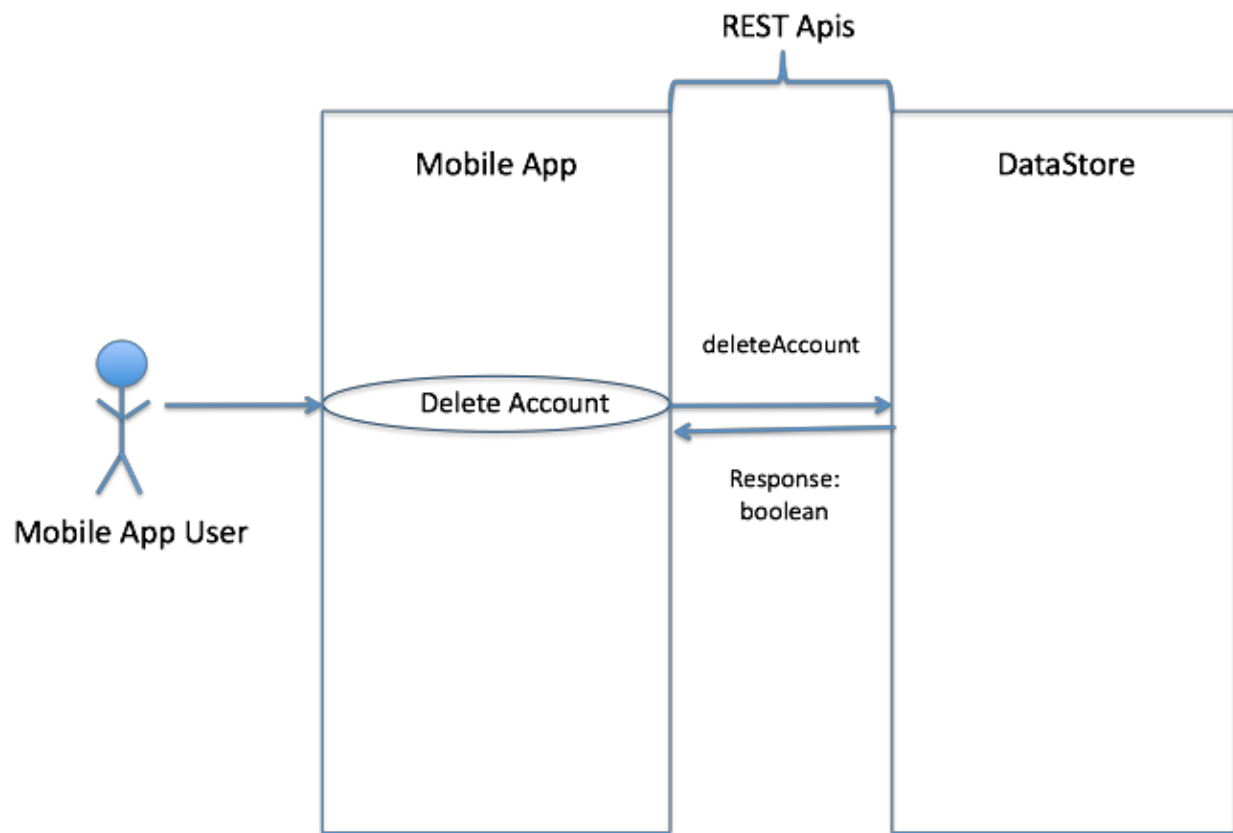 REST Apis
Mobile App
DataStore
deleteAccount
Delete Account
Response:
boolean
Mobile App User